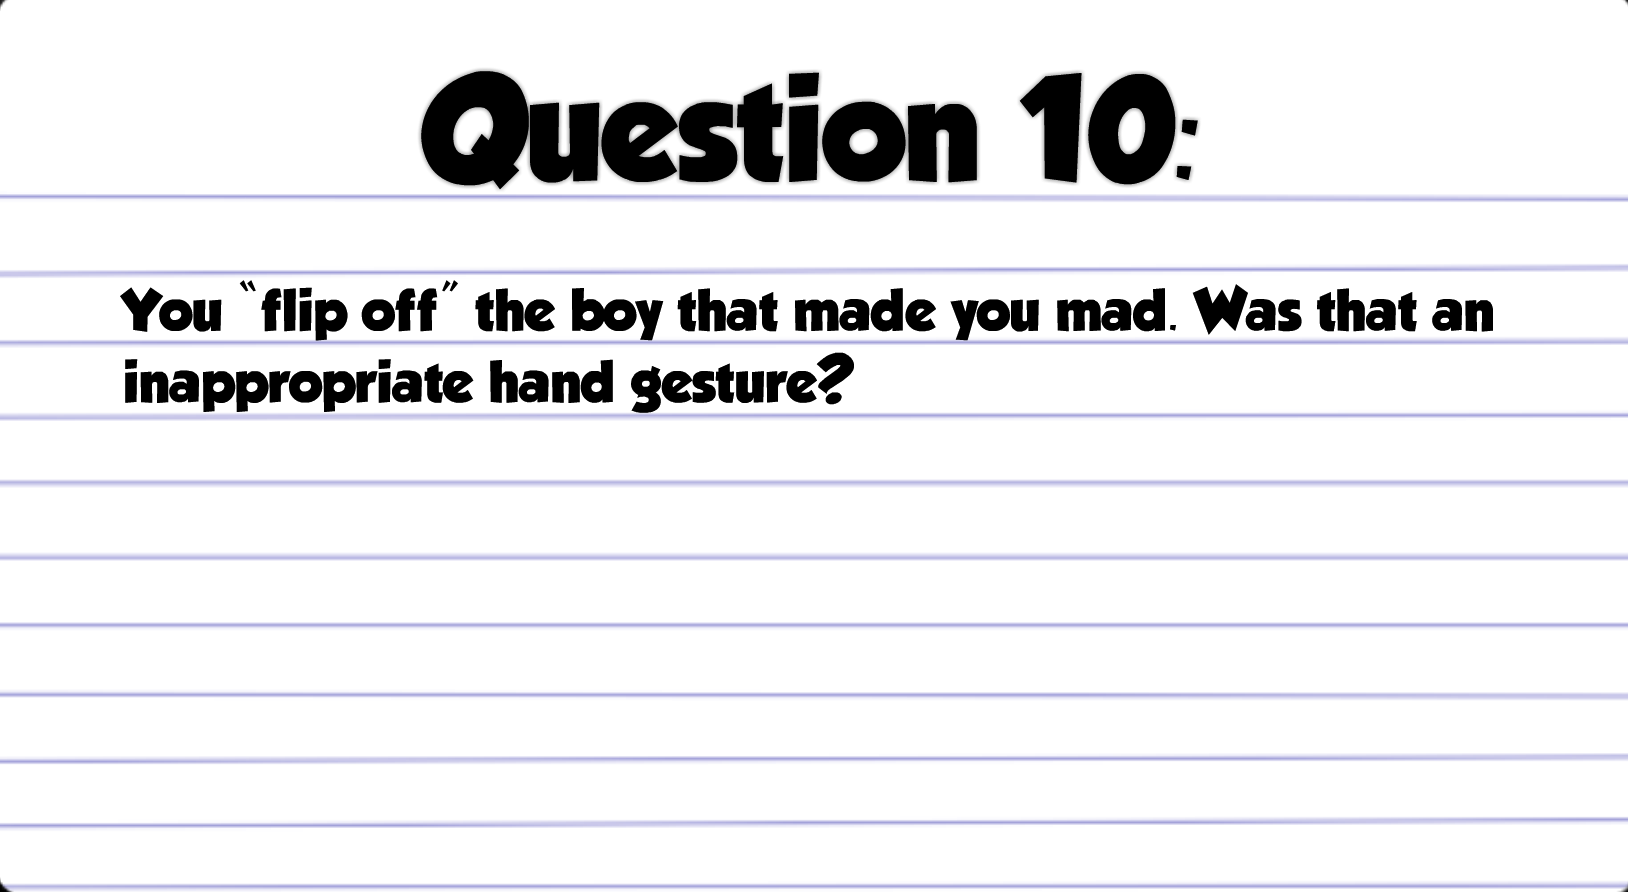 Question 10:
You “flip off” the boy that made you mad. Was that an
inappropriate hand gesture?